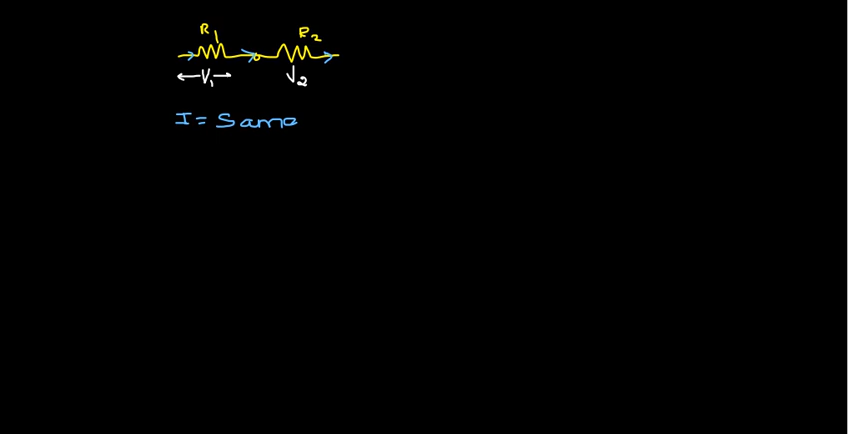 R1 R2
V1 V2
I = Same